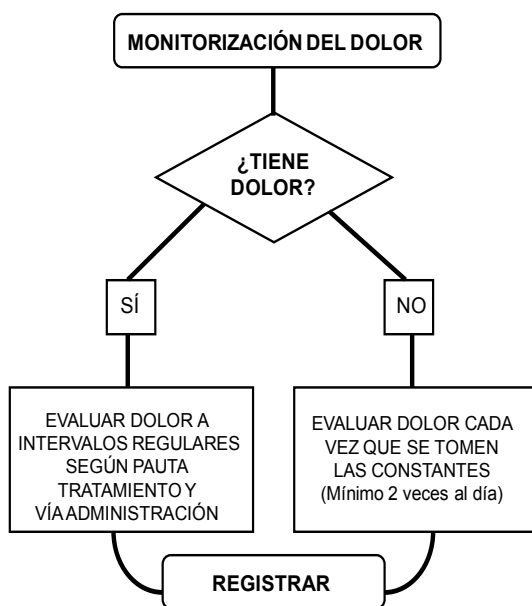 MONITORIZACIÓN DEL DOLOR
¿TIENE
DOLOR?
SÍ
NO
EVALUAR DOLOR A
INTERVALOS REGULARES
SEGÚN PAUTA
TRATAMIENTO Y
VÍA ADMINISTRACIÓN
EVALUAR DOLOR CADA
VEZ QUE SE TOMEN
LAS CONSTANTES
(Mínimo 2 veces al día)
REGISTRAR